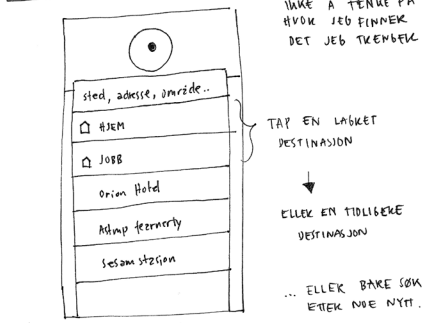 IKKE Å TENKE PÅ
HVOR JEG FINNER
DET JEG TRENGER
sted, adresse, område..
HJEM
JOBB
Orion Hotel
Sesam stasjon
TAP EN LAGRET
DESTINASJON
ELLER EN TIDLIGERE
DESTINASJON
... ELLER BARE SØK
ETTER NOE NYTT.